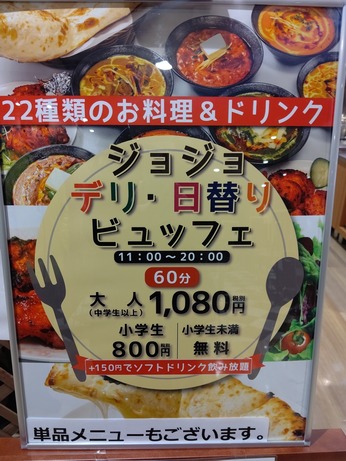 22種類のお料理＆ドリンク
ジョジョ
デリ・日替り
ビュッフェ
11：00～20：00
60分
大人 1,080円 税別
(中学生以上)
小学生 小学生未満
800円 税別 無料
+150円でソフトドリンク飲み放題
単品メニューもございます。